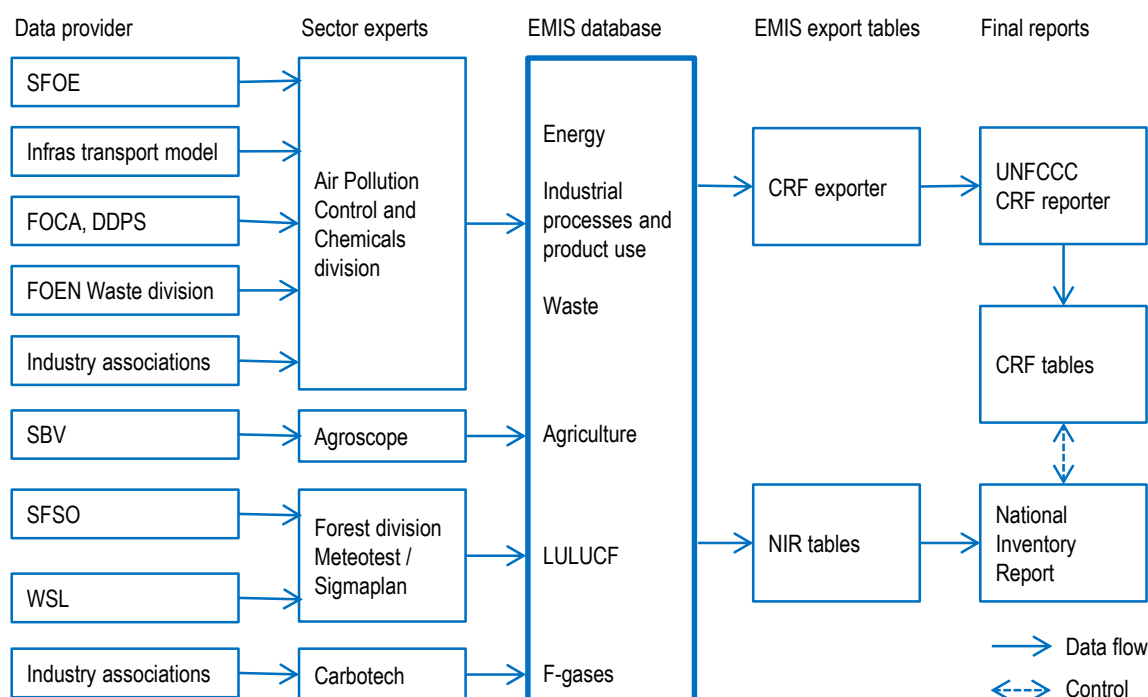 Data provider
Sector experts
EMIS database
EMIS export tables
Final reports
SFOE
Infras transport model
FOCA, DDPS
FOEN Waste division
Industry associations
SBV
SFSO
WSL
Industry associations
Air Pollution
Control and
Chemicals
division
Agroscope
Forest division
Meteotest /
Sigmaplan
Carbotech
Energy
Industrial
processes and
product use
Waste
Agriculture
LULUCF
F-gases
CRF exporter
NIR tables
UNFCCC
CRF reporter
CRF tables
National
Inventory
Report
Data flow
Control